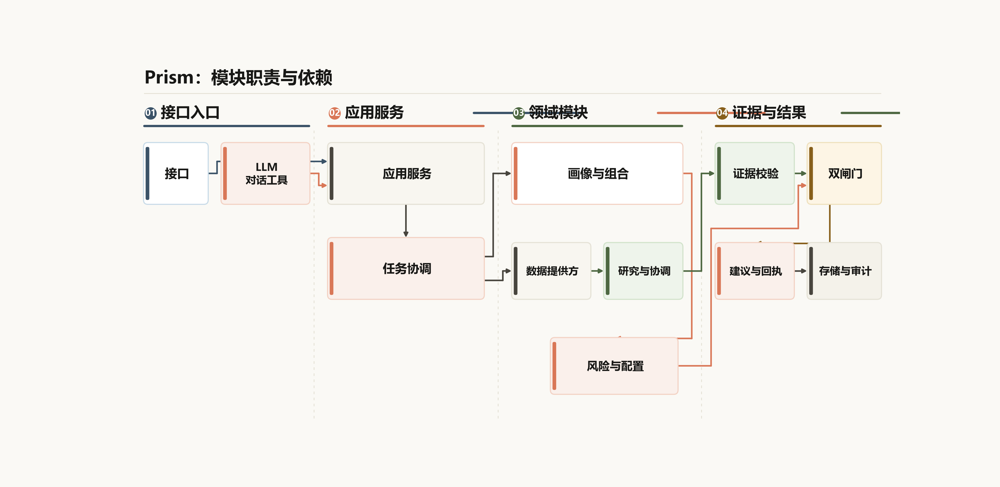 Prism：模块职责与依赖
01 接口入口
02 应用服务
03 领域模块
04 证据与结果
接口
LLM
对话工具
应用服务
画像与组合
证据校验
双闸门
任务协调
数据提供方
研究与协调
建议与回执
存储与审计
风险与配置